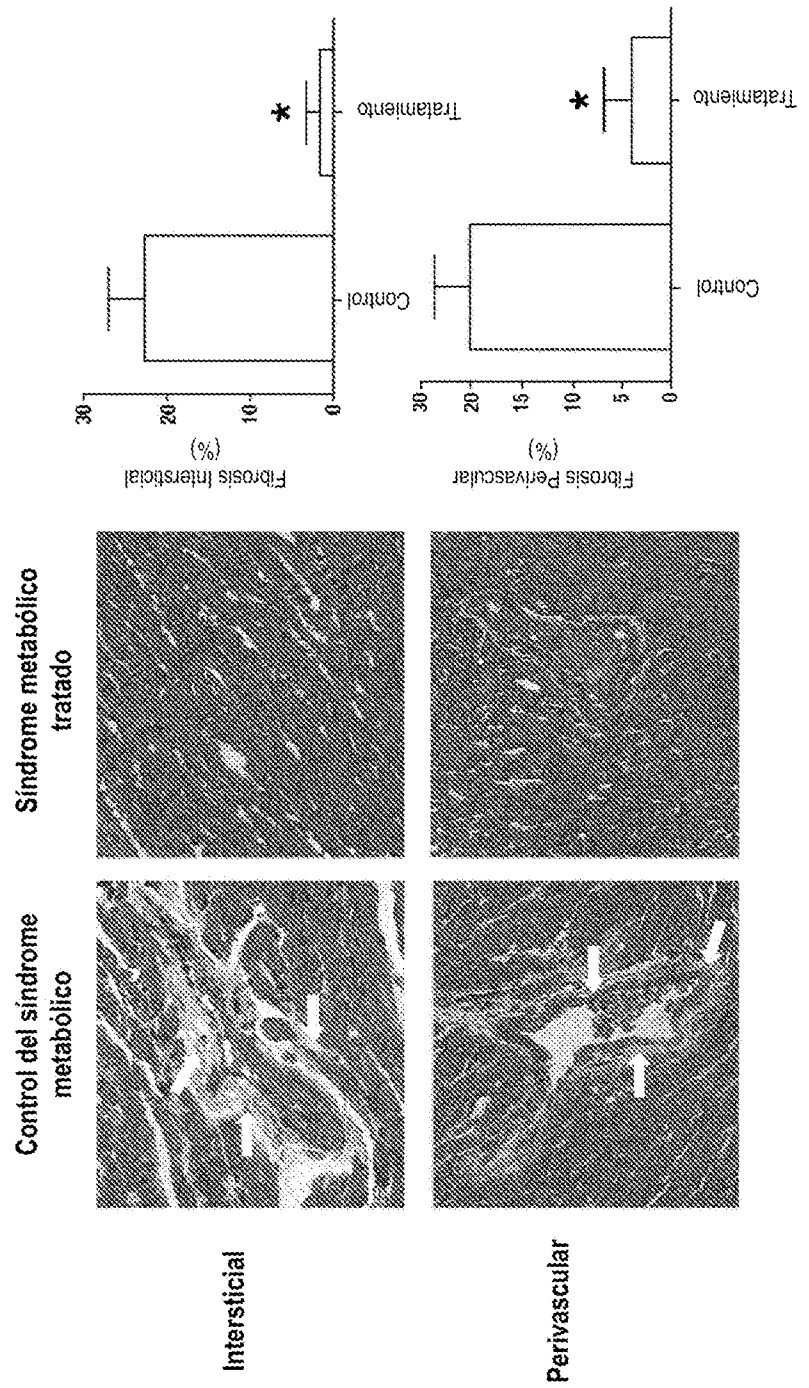 Control del síndrome
metabólico
Síndrome metabólico
tratado
Intersticial
Perivascular
Fibrosis Intersticial
(%)
30
20
10
0
Control
Tratamiento
*
Fibrosis Perivascular
(%)
30
20
15
10
5
0
Control
Tratamiento
*